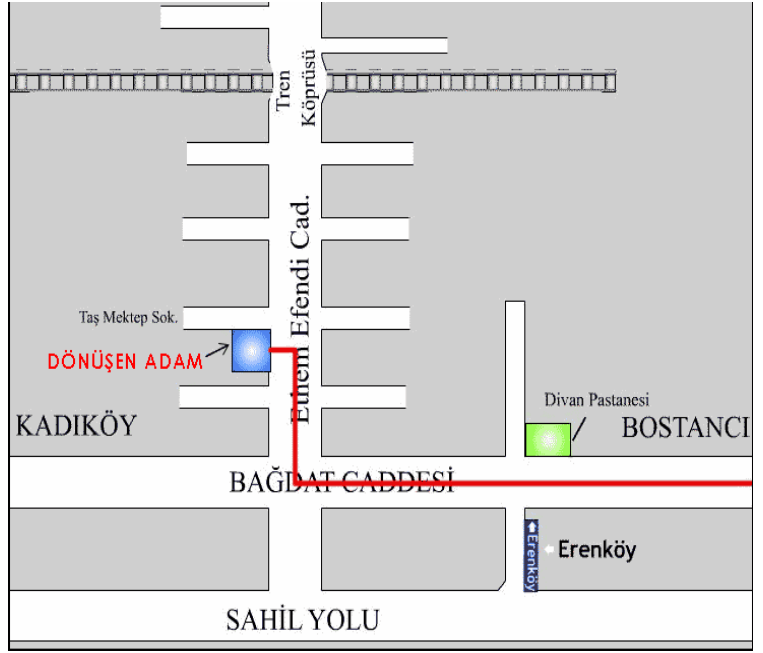 Tren
Köprüsü
Ethem Efendi Cad.
Taş Mektep Sok.
DÖNÜŞEN ADAM
Divan Pastanesi
KADIKÖY
BOSTANCI
BAĞDAT CADDESİ
Erenköy
Erenköy
SAHİL YOLU